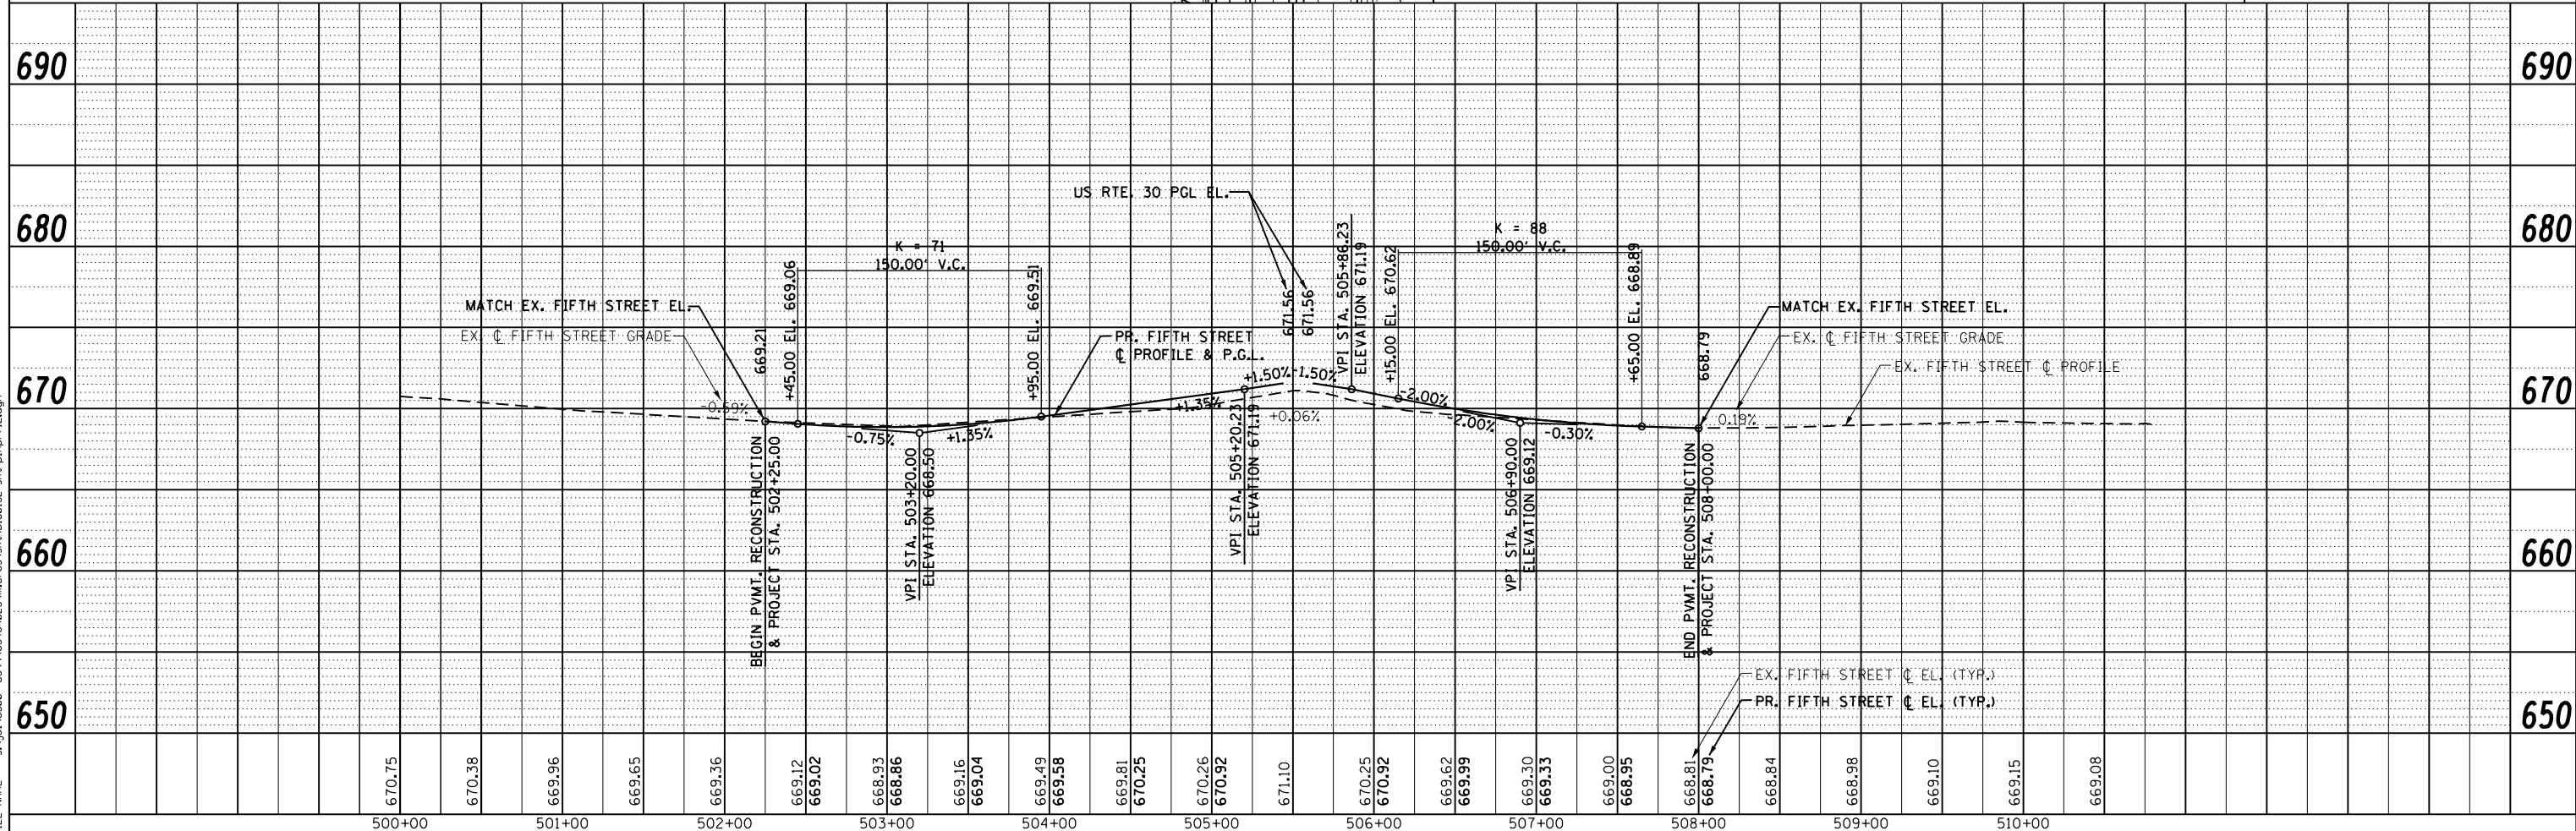 690
690
680
680
670
670
660
660
650
650
US RTE. 30 PGL EL.
671.56
671.56
K = 71
150.00' V.C.
K = 88
150.00' V.C.
MATCH EX. FIFTH STREET EL.
EX. ℄ FIFTH STREET GRADE
-0.59%
669.21
+45.00 EL. 669.06
+95.00 EL. 669.51
PR. FIFTH STREET
℄ PROFILE & P.G.L.
VPI STA. 505+86.23
ELEVATION 671.19
+15.00 EL. 670.62
+65.00 EL. 668.89
668.79
MATCH EX. FIFTH STREET EL.
EX. ℄ FIFTH STREET GRADE
EX. FIFTH STREET ℄ PROFILE
-0.75%
+1.35%
+1.35%
+1.50%
-1.50%
+0.06%
-2.00%
-2.00%
-0.30%
0.19%
BEGIN PVMT. RECONSTRUCTION
& PROJECT STA. 502+25.00
VPI STA. 503+20.00
ELEVATION 668.50
VPI STA. 505+20.23
ELEVATION 671.19
VPI STA. 506+90.00
ELEVATION 669.12
END PVMT. RECONSTRUCTION
& PROJECT STA. 508+00.00
EX. FIFTH STREET ℄ EL. (TYP.)
PR. FIFTH STREET ℄ EL. (TYP.)
670.75
670.38
669.96
669.65
669.36
669.12
669.02
668.93
668.86
669.16
669.04
669.49
669.58
669.81
670.25
670.26
670.92
671.10
670.25
670.92
669.62
669.99
669.30
669.33
669.00
668.95
668.81
668.79
668.84
668.98
669.10
669.15
669.08
500+00
501+00
502+00
503+00
504+00
505+00
506+00
507+00
508+00
509+00
510+00